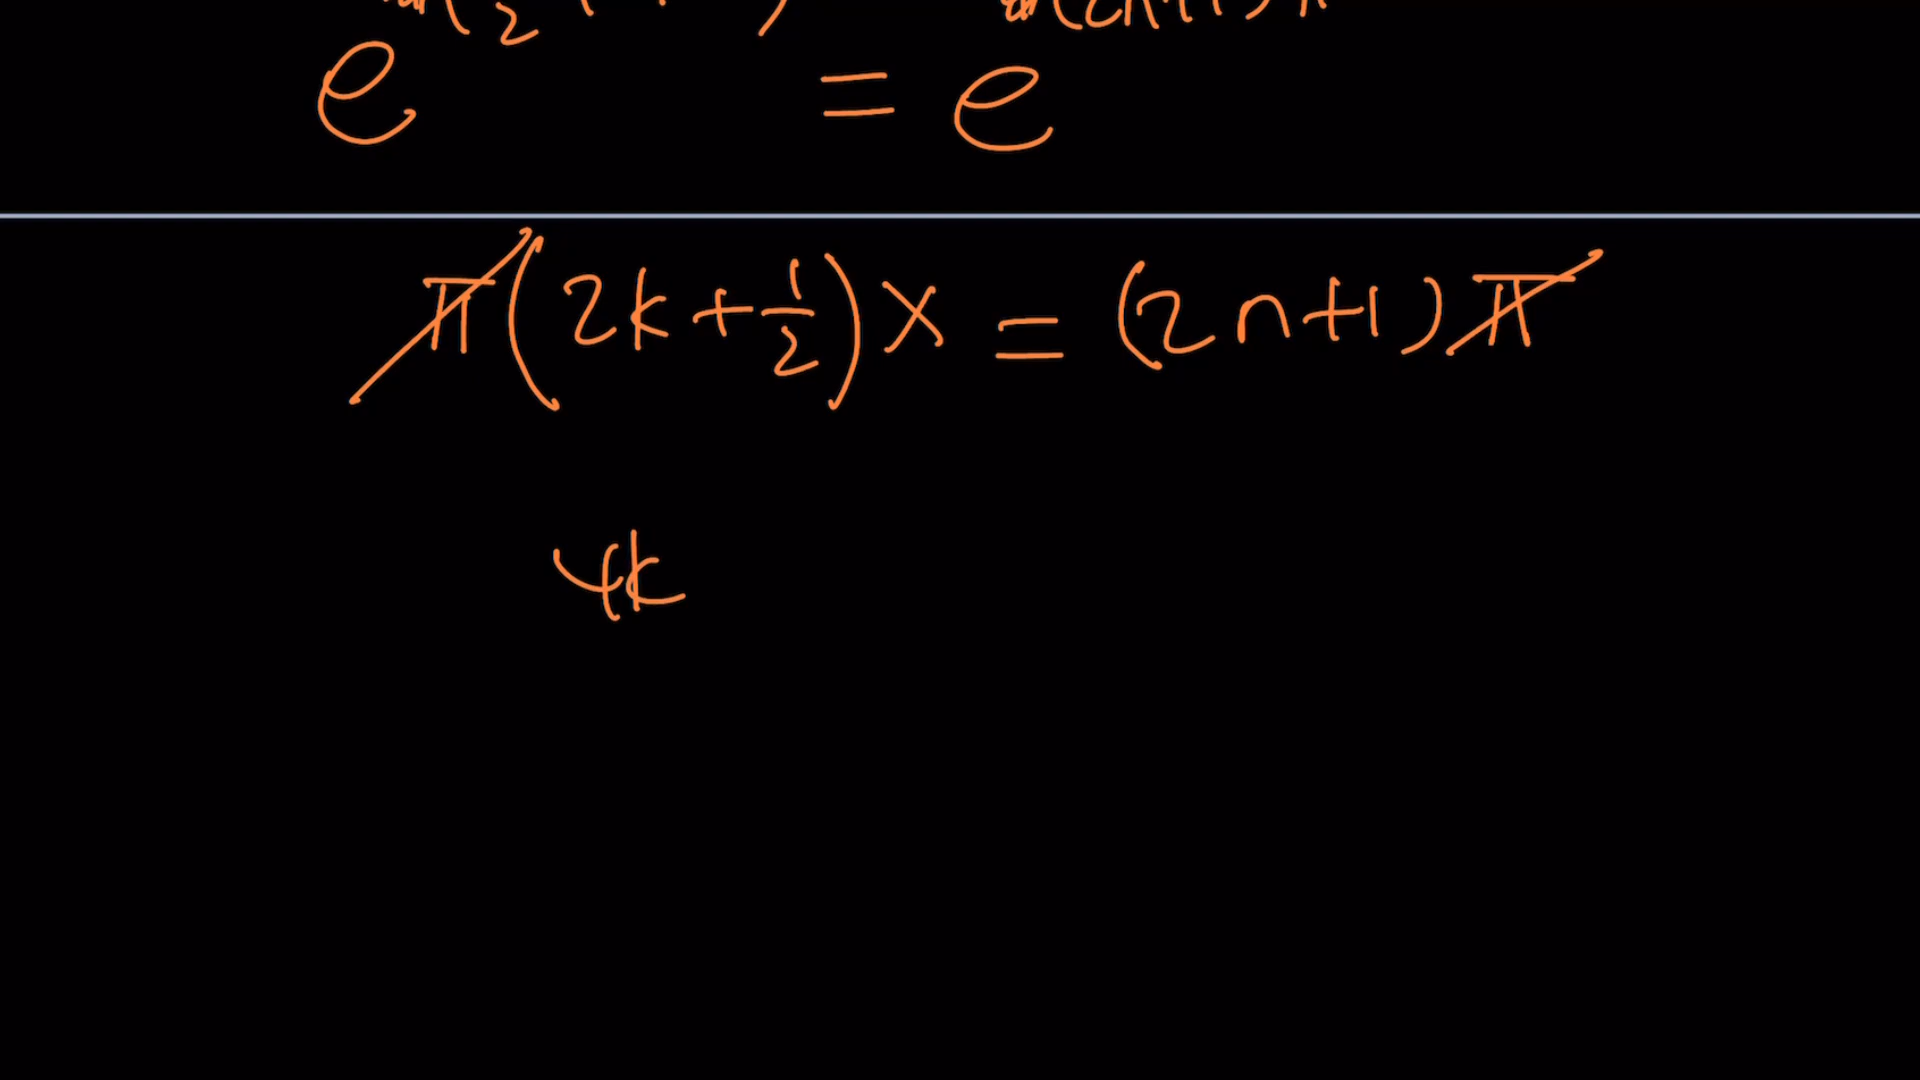 e = e
π(2k+1/2)x = (2n+1)π
4k